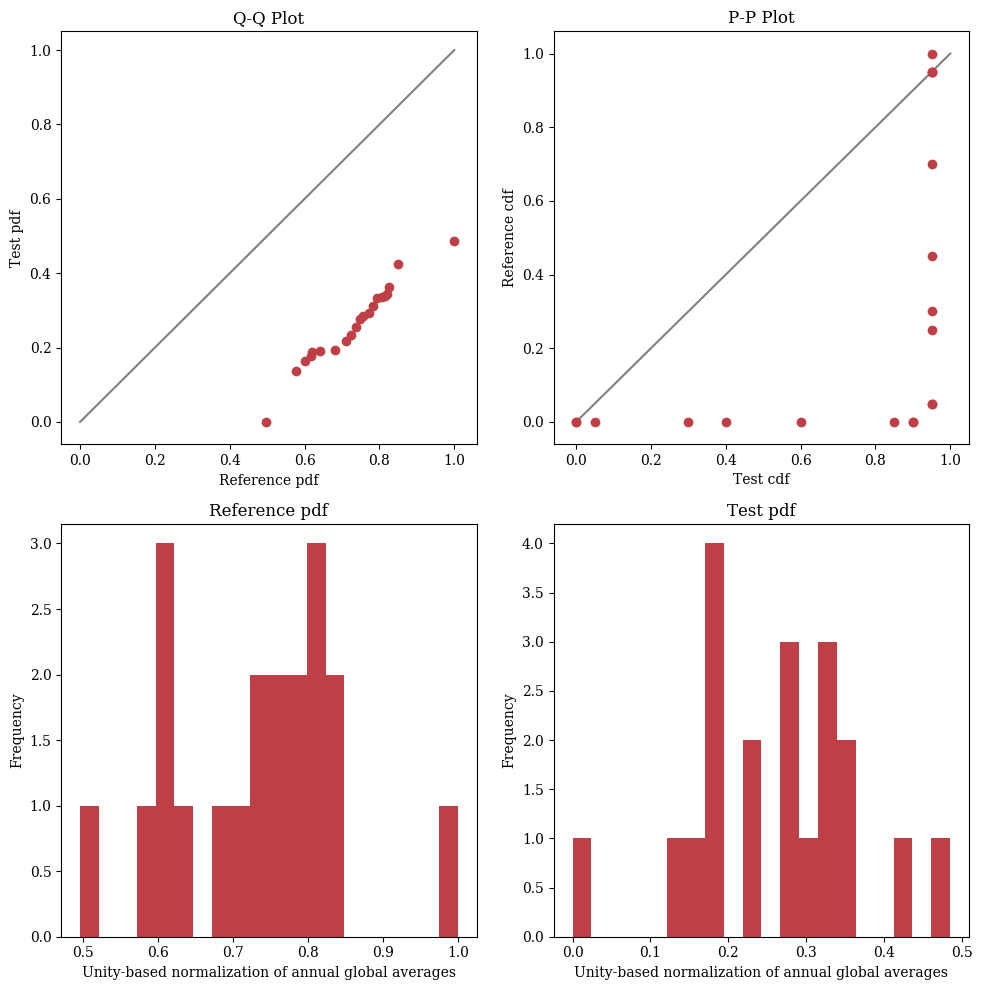 Q-Q Plot
1.0
0.8
0.6
0.4
0.2
0.0
Test pdf
0.0 0.2 0.4 0.6 0.8 1.0
Reference pdf
P-P Plot
1.0
0.8
0.6
0.4
0.2
0.0
Reference cdf
0.0 0.2 0.4 0.6 0.8 1.0
Test cdf
Reference pdf
3.0
2.5
2.0
1.5
1.0
0.5
0.0
Frequency
0.5 0.6 0.7 0.8 0.9 1.0
Unity-based normalization of annual global averages
Test pdf
4.0
3.5
3.0
2.5
2.0
1.5
1.0
0.5
0.0
Frequency
0.0 0.1 0.2 0.3 0.4 0.5
Unity-based normalization of annual global averages